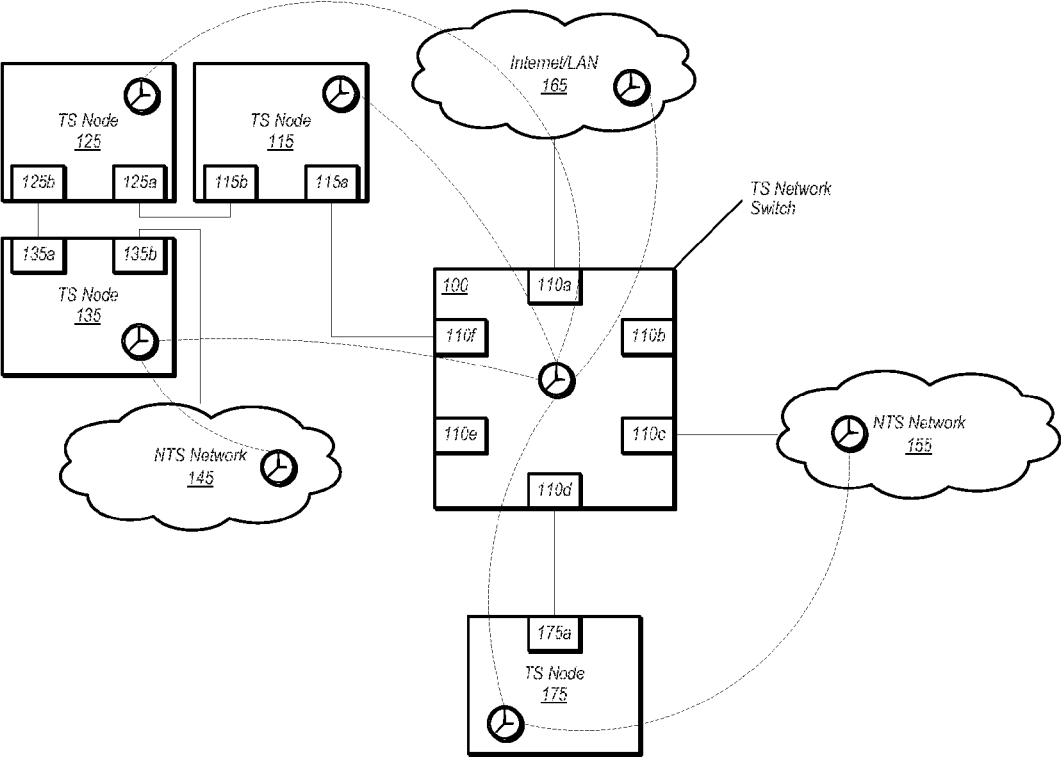 Internet/LAN
165
TS Node
125
125b
125a
TS Node
115
115b
115a
TS Network
Switch
135a
135b
TS Node
135
100
110a
110f
110b
110e
110c
110d
NTS Network
145
NTS Network
155
175a
TS Node
175